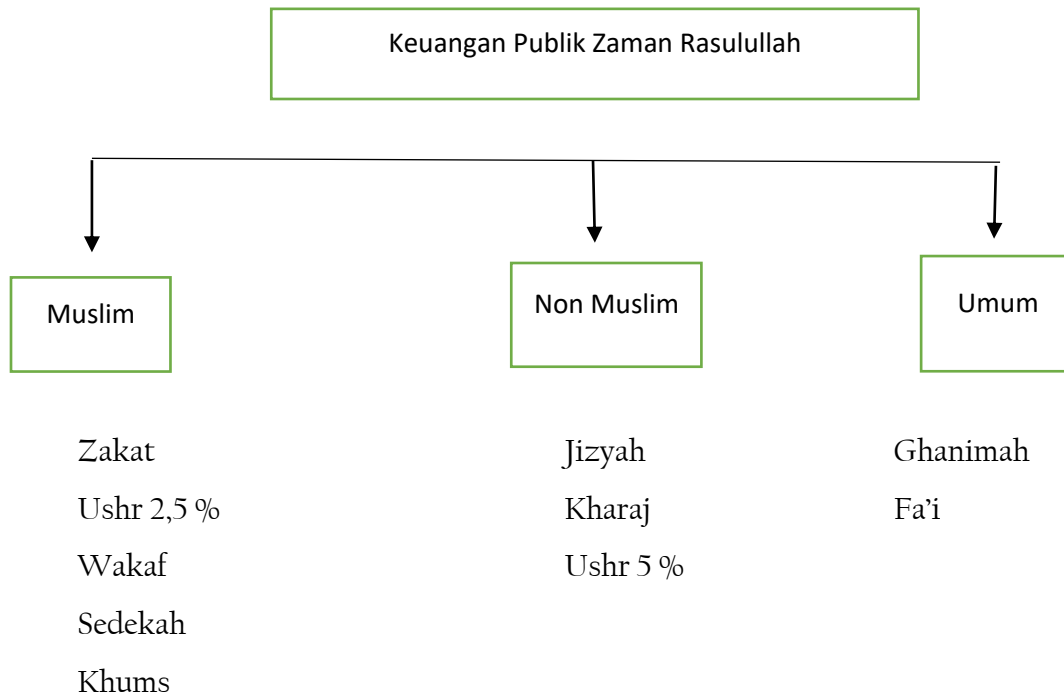 Keuangan Publik Zaman Rasulullah
Muslim
Non Muslim
Umum
Zakat
Ushr 2,5 %
Wakaf
Sedekah
Khums
Jizyah
Kharaj
Ushr 5 %
Ghanimah
Fa’i